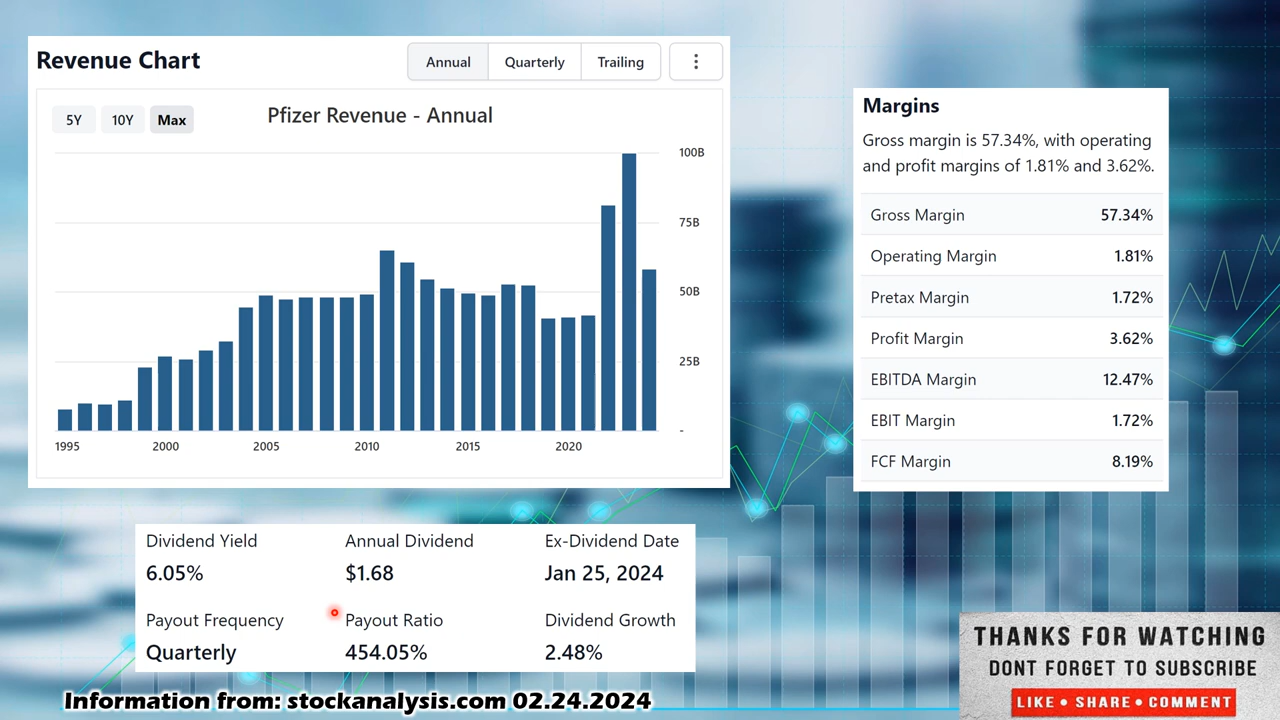 Revenue Chart
Annual
Quarterly
Trailing
5Y
10Y
Max
Pfizer Revenue - Annual
100B
75B
50B
25B
-
1995
2000
2005
2010
2015
2020
Margins
Gross margin is 57.34%, with operating
and profit margins of 1.81% and 3.62%.
Gross Margin 57.34%
Operating Margin 1.81%
Pretax Margin 1.72%
Profit Margin 3.62%
EBITDA Margin 12.47%
EBIT Margin 1.72%
FCF Margin 8.19%
Dividend Yield
6.05%
Annual Dividend
$1.68
Ex-Dividend Date
Jan 25, 2024
Payout Frequency
Quarterly
Payout Ratio
454.05%
Dividend Growth
2.48%
Information from: stockanalysis.com 02.24.2024
THANKS FOR WATCHING
DONT FORGET TO SUBSCRIBE
LIKE • SHARE • COMMENT